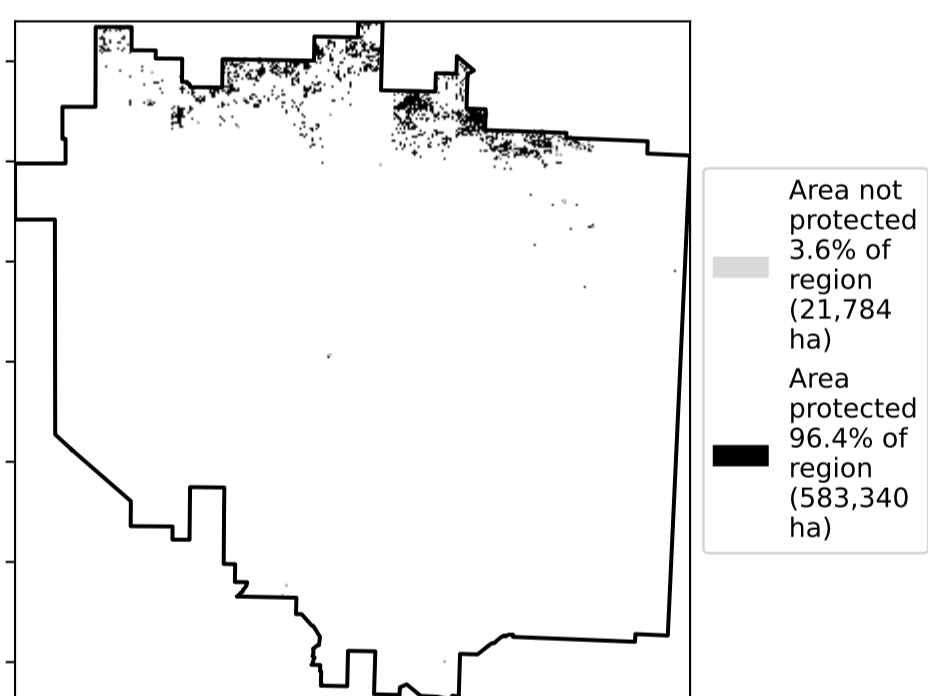 Area not
protected
3.6% of
region
(21,784
ha)
Area
protected
96.4% of
region
(583,340
ha)